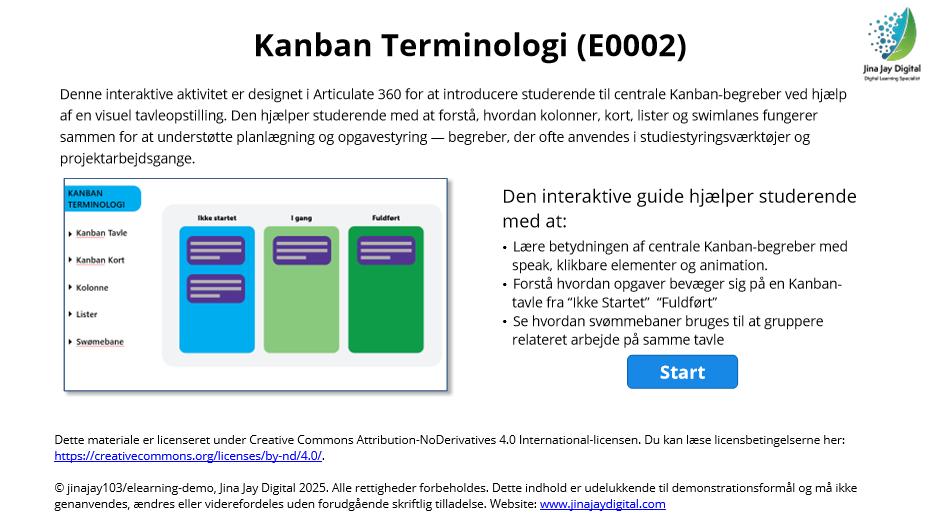 Kanban Terminologi (E0002)
Jina Jay Digital
Digital Learning Specialist
Denne interaktive aktivitet er designet i Articulate 360 for at introducere studerende til centrale Kanban-begreber ved hjælp
af en visuel tavleopstilling. Den hjælper studerende med at forstå, hvordan kolonner, kort, lister og swimlanes fungerer
sammen for at understøtte planlægning og opgavestyring — begreber, der ofte anvendes i studiestyringsværktøjer og
projektarbejdsgange.
KANBAN
TERMINOLOGI
Kanban Tavle
Kanban Kort
Kolonne
Lister
Swømebane
Ikke startet
I gang
Fuldført
Den interaktive guide hjælper studerende
med at:
• Lære betydningen af centrale Kanban-begreber med
speak, klikbare elementer og animation.
• Forstå hvordan opgaver bevæger sig på en Kanban-
tavle fra “Ikke Startet” “Fuldført”
• Se hvordan svømmebaner bruges til at gruppere
relateret arbejde på samme tavle
Start
Dette materiale er licenseret under Creative Commons Attribution-NoDerivatives 4.0 International-licensen. Du kan læse licensbetingelserne her:
https://creativecommons.org/licenses/by-nd/4.0/.
© jinajay103/elearning-demo, Jina Jay Digital 2025. Alle rettigheder forbeholdes. Dette indhold er udelukkende til demonstrationsformål og må ikke
genanvendes, ændres eller viderefordeles uden forudgående skriftlig tilladelse. Website: www.jinajaydigital.com